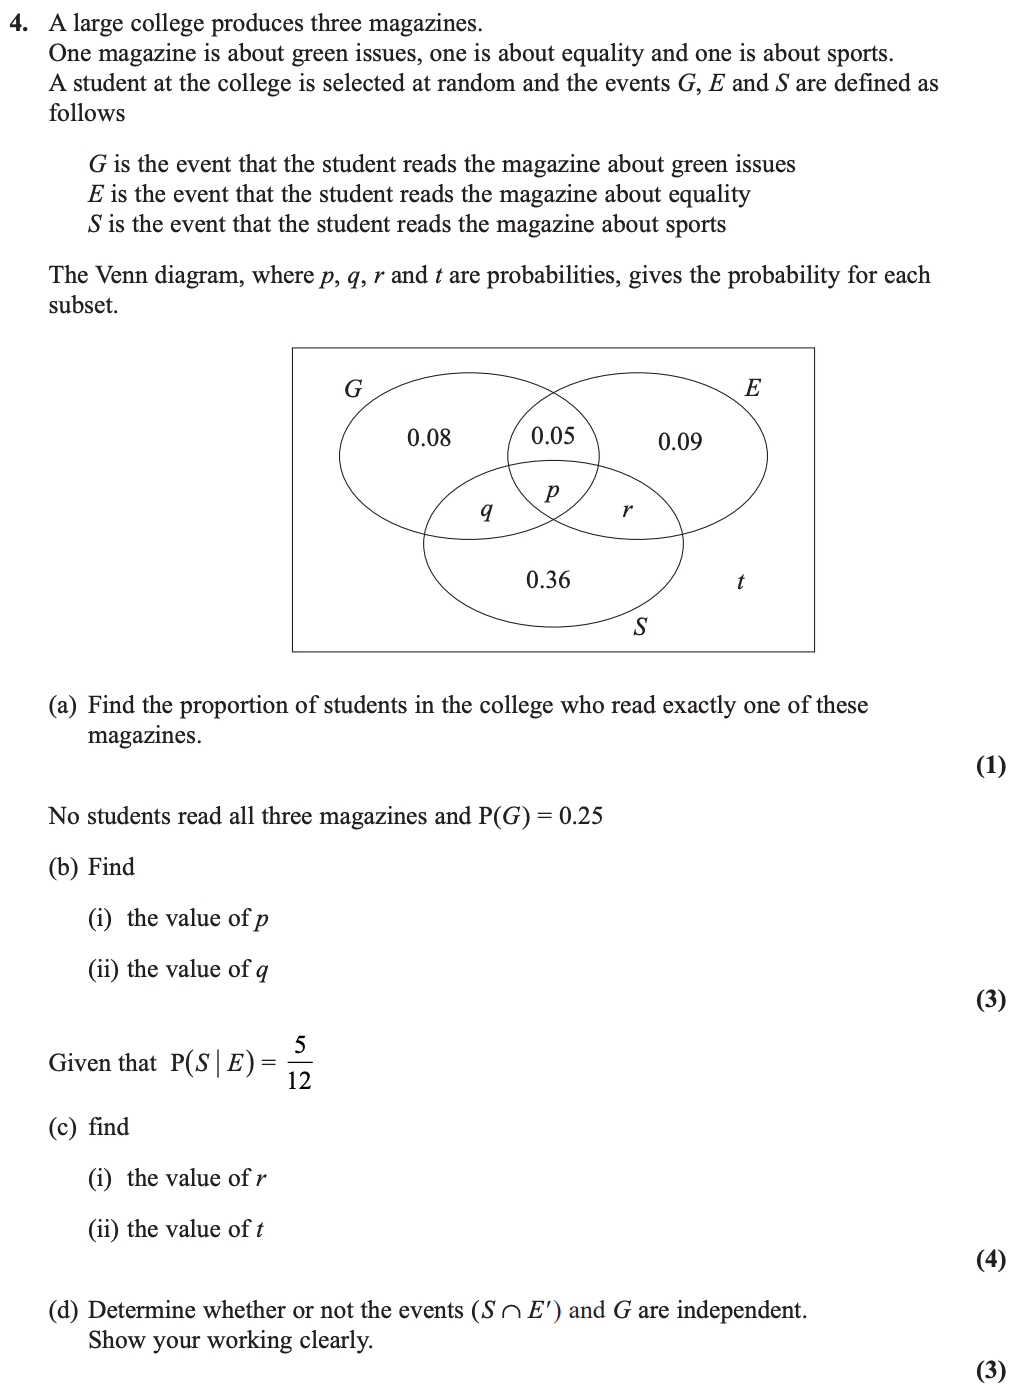 4. A large college produces three magazines.
One magazine is about green issues, one is about equality and one is about sports.
A student at the college is selected at random and the events G, E and S are defined as
follows
G is the event that the student reads the magazine about green issues
E is the event that the student reads the magazine about equality
S is the event that the student reads the magazine about sports
The Venn diagram, where p, q, r and t are probabilities, gives the probability for each
subset.
G
E
0.08
0.05
0.09
p
q
r
0.36
t
S
(a) Find the proportion of students in the college who read exactly one of these
magazines.
(1)
No students read all three magazines and P(G) = 0.25
(b) Find
(i) the value of p
(ii) the value of q
(3)
Given that P(S | E) = 5/12
(c) find
(i) the value of r
(ii) the value of t
(4)
(d) Determine whether or not the events (S ∩ E′) and G are independent.
Show your working clearly.
(3)